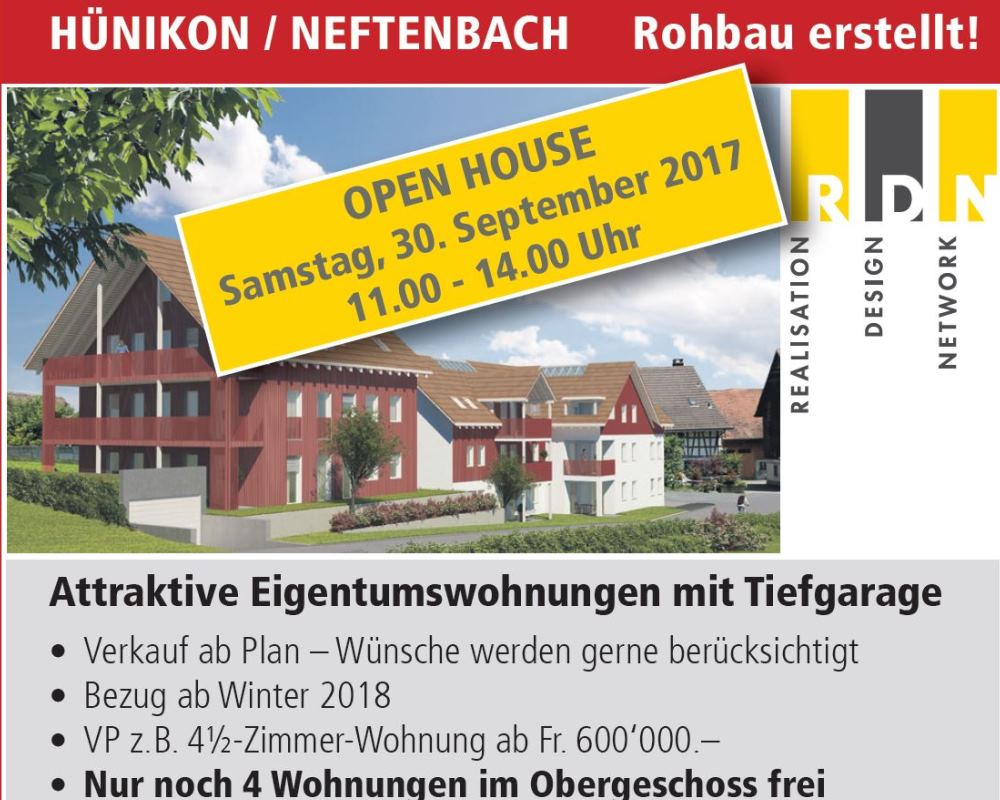 HÜNIKON / NEFTENBACH Rohbau erstellt!
OPEN HOUSE
Samstag, 30. September 2017
11.00 - 14.00 Uhr
R D N
REALISATION
DESIGN
NETWORK
Attraktive Eigentumswohnungen mit Tiefgarage
• Verkauf ab Plan – Wünsche werden gerne berücksichtigt
• Bezug ab Winter 2018
• VP z.B. 4½-Zimmer-Wohnung ab Fr. 600‘000.–
• Nur noch 4 Wohnungen im Obergeschoss frei